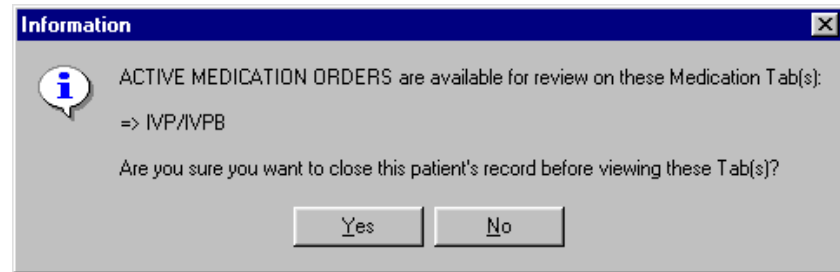 Information
ACTIVE MEDICATION ORDERS are available for review on these Medication Tab(s):
=> IVP/IVPB
Are you sure you want to close this patient's record before viewing these Tab(s)?
Yes No